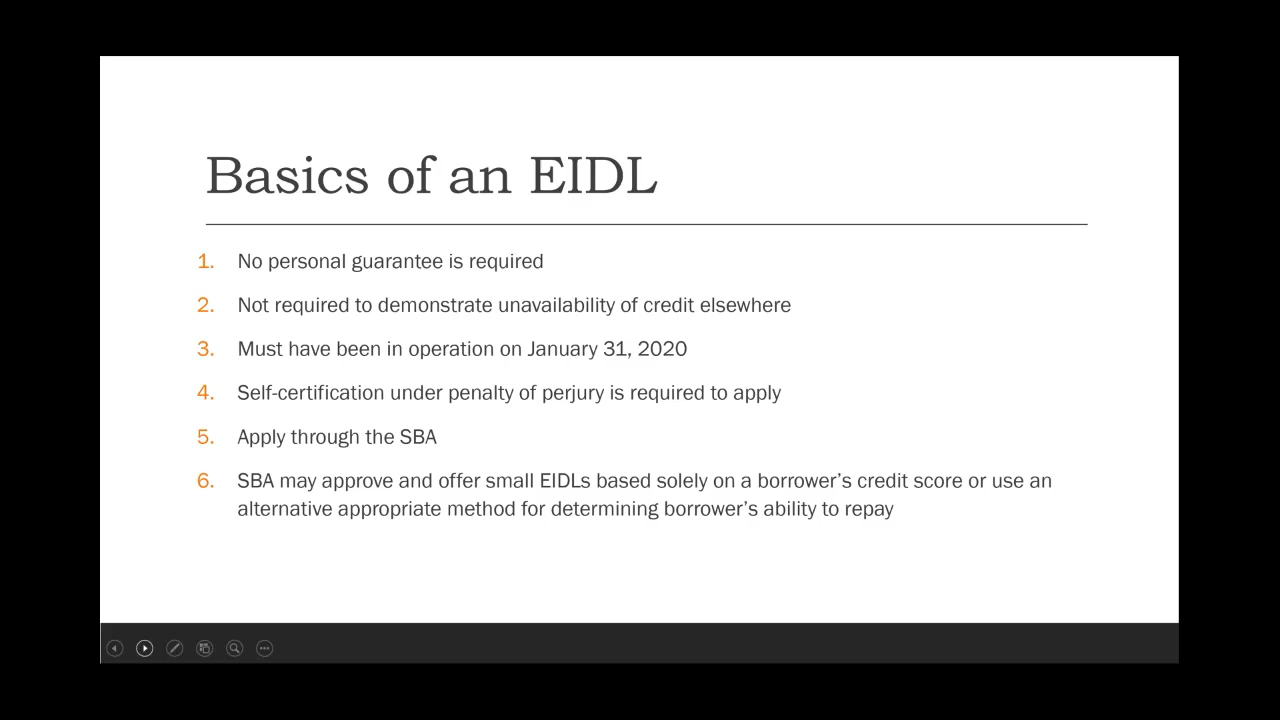 Basics of an EIDL
1. No personal guarantee is required
2. Not required to demonstrate unavailability of credit elsewhere
3. Must have been in operation on January 31, 2020
4. Self-certification under penalty of perjury is required to apply
5. Apply through the SBA
6. SBA may approve and offer small EIDLs based solely on a borrower’s credit score or use an
alternative appropriate method for determining borrower’s ability to repay